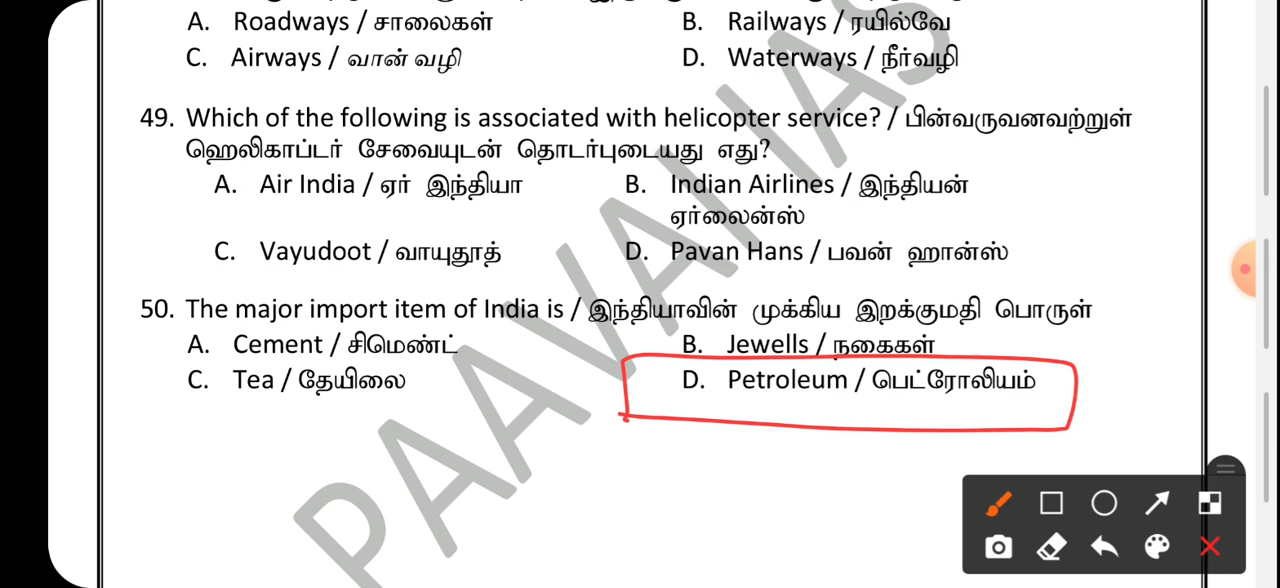 A. Roadways / சாலைகள் B. Railways / ரயில்வே
C. Airways / வான் வழி D. Waterways / நீர்வழி
49. Which of the following is associated with helicopter service? / பின்வருவனவற்றுள்
ஹெலிகாப்டர் சேவையுடன் தொடர்புடையது எது?
A. Air India / ஏர் இந்தியா B. Indian Airlines / இந்தியன்
ஏர்லைன்ஸ்
C. Vayudoot / வாயுதூத் D. Pavan Hans / பவன் ஹான்ஸ்
50. The major import item of India is / இந்தியாவின் முக்கிய இறக்குமதி பொருள்
A. Cement / சிமெண்ட் B. Jewells / நகைகள்
C. Tea / தேயிலை D. Petroleum / பெட்ரோலியம்
PAAVAI IAS